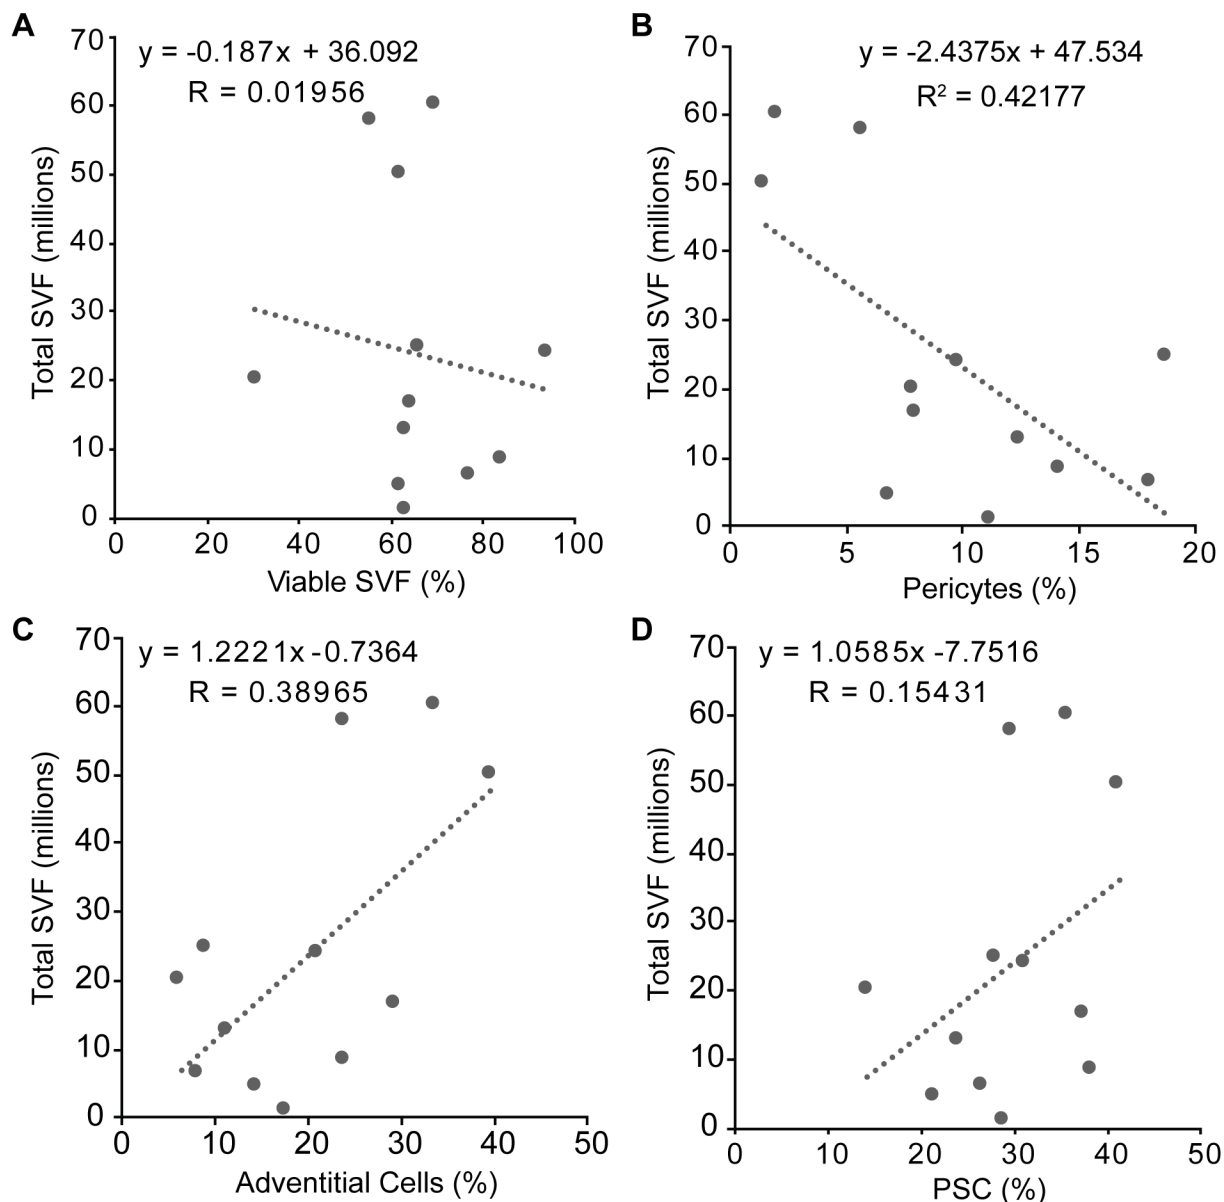 A
y = -0.187x + 36.092
R = 0.01956
Total SVF (millions)
70
60
50
40
30
20
10
0
0 20 40 60 80 100
Viable SVF (%)
B
y = -2.4375x + 47.534
R² = 0.42177
Total SVF (millions)
70
60
50
40
30
20
10
0
0 5 10 15 20
Pericytes (%)
C
y = 1.2221x -0.7364
R = 0.38965
Total SVF (millions)
70
60
50
40
30
20
10
0
0 10 20 30 40 50
Adventitial Cells (%)
D
y = 1.0585x -7.7516
R = 0.15431
Total SVF (millions)
70
60
50
40
30
20
10
0
0 10 20 30 40 50
PSC (%)